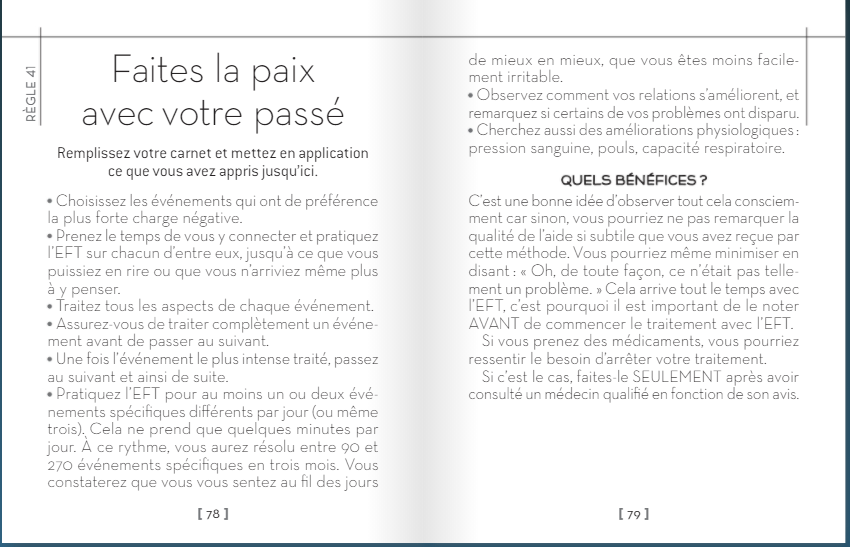 RÈGLE 41
Faites la paix
avec votre passé
Remplissez votre carnet et mettez en application
ce que vous avez appris jusqu'ici.
• Choisissez les événements qui ont de préférence
la plus forte charge négative.
• Prenez le temps de vous y connecter et pratiquez
l'EFT sur chacun d'entre eux, jusqu'à ce que vous
puissiez en rire ou que vous n'arriviez même plus
à y penser.
• Traitez tous les aspects de chaque événement.
• Assurez-vous de traiter complètement un événe-
ment avant de passer au suivant.
• Une fois l'événement le plus intense traité, passez
au suivant et ainsi de suite.
• Pratiquez l'EFT pour au moins un ou deux évé-
nements spécifiques différents par jour (ou même
trois). Cela ne prend que quelques minutes par
jour. À ce rythme, vous aurez résolu entre 90 et
270 événements spécifiques en trois mois. Vous
constaterez que vous vous sentez au fil des jours
[ 78 ]
de mieux en mieux, que vous êtes moins facile-
ment irritable.
• Observez comment vos relations s'améliorent, et
remarquez si certains de vos problèmes ont disparu.
• Cherchez aussi des améliorations physiologiques :
pression sanguine, pouls, capacité respiratoire.
QUELS BÉNÉFICES ?
C'est une bonne idée d'observer tout cela consciem-
ment car sinon, vous pourriez ne pas remarquer la
qualité de l'aide si subtile que vous avez reçue par
cette méthode. Vous pourriez même minimiser en
disant : « Oh, de toute façon, ce n'était pas telle-
ment un problème. » Cela arrive tout le temps avec
l'EFT, c'est pourquoi il est important de le noter
AVANT de commencer le traitement avec l'EFT.
Si vous prenez des médicaments, vous pourriez
ressentir le besoin d'arrêter votre traitement.
Si c'est le cas, faites-le SEULEMENT après avoir
consulté un médecin qualifié en fonction de son avis.
[ 79 ]